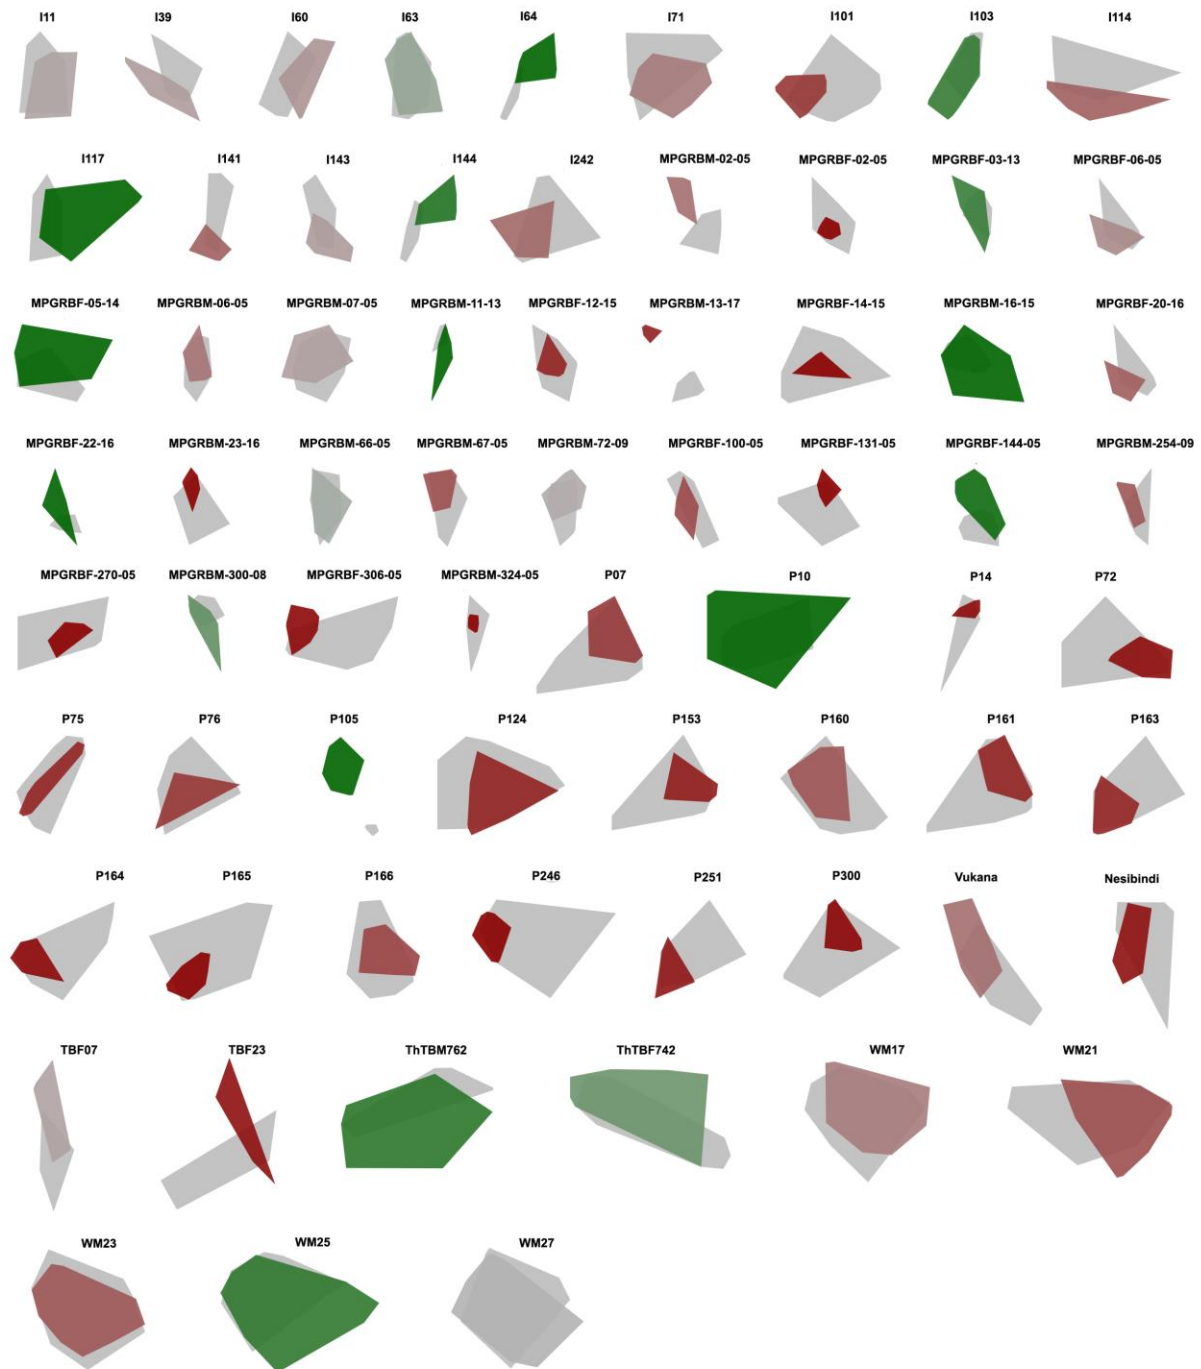 I11 I39 I60 I63 I64 I71 I101 I103 I114
I117 I141 I143 I144 I242 MPGRBM-02-05 MPGRBF-02-05 MPGRBF-03-13 MPGRBF-06-05
MPGRBF-05-14 MPGRBM-06-05 MPGRBM-07-05 MPGRBM-11-13 MPGRBF-12-15 MPGRBM-13-17 MPGRBF-14-15 MPGRBM-16-15 MPGRBF-20-16
MPGRBF-22-16 MPGRBM-23-16 MPGRBM-66-05 MPGRBM-67-05 MPGRBM-72-09 MPGRBF-100-05 MPGRBF-131-05 MPGRBF-144-05 MPGRBM-254-09
MPGRBF-270-05 MPGRBM-300-08 MPGRBF-306-05 MPGRBM-324-05 P07 P10 P14 P72
P75 P76 P105 P124 P153 P160 P161 P163
P164 P165 P166 P246 P251 P300 Vukana Nesibindi
TBF07 TBF23 ThTBM762 ThTBF742 WM17 WM21
WM23 WM25 WM27